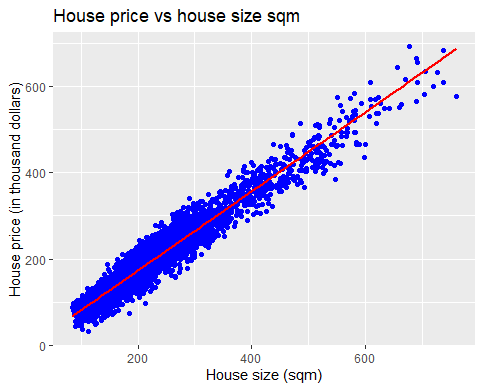 House price vs house size sqm
House price (in thousand dollars)
600
400
200
0
200 400 600
House size (sqm)